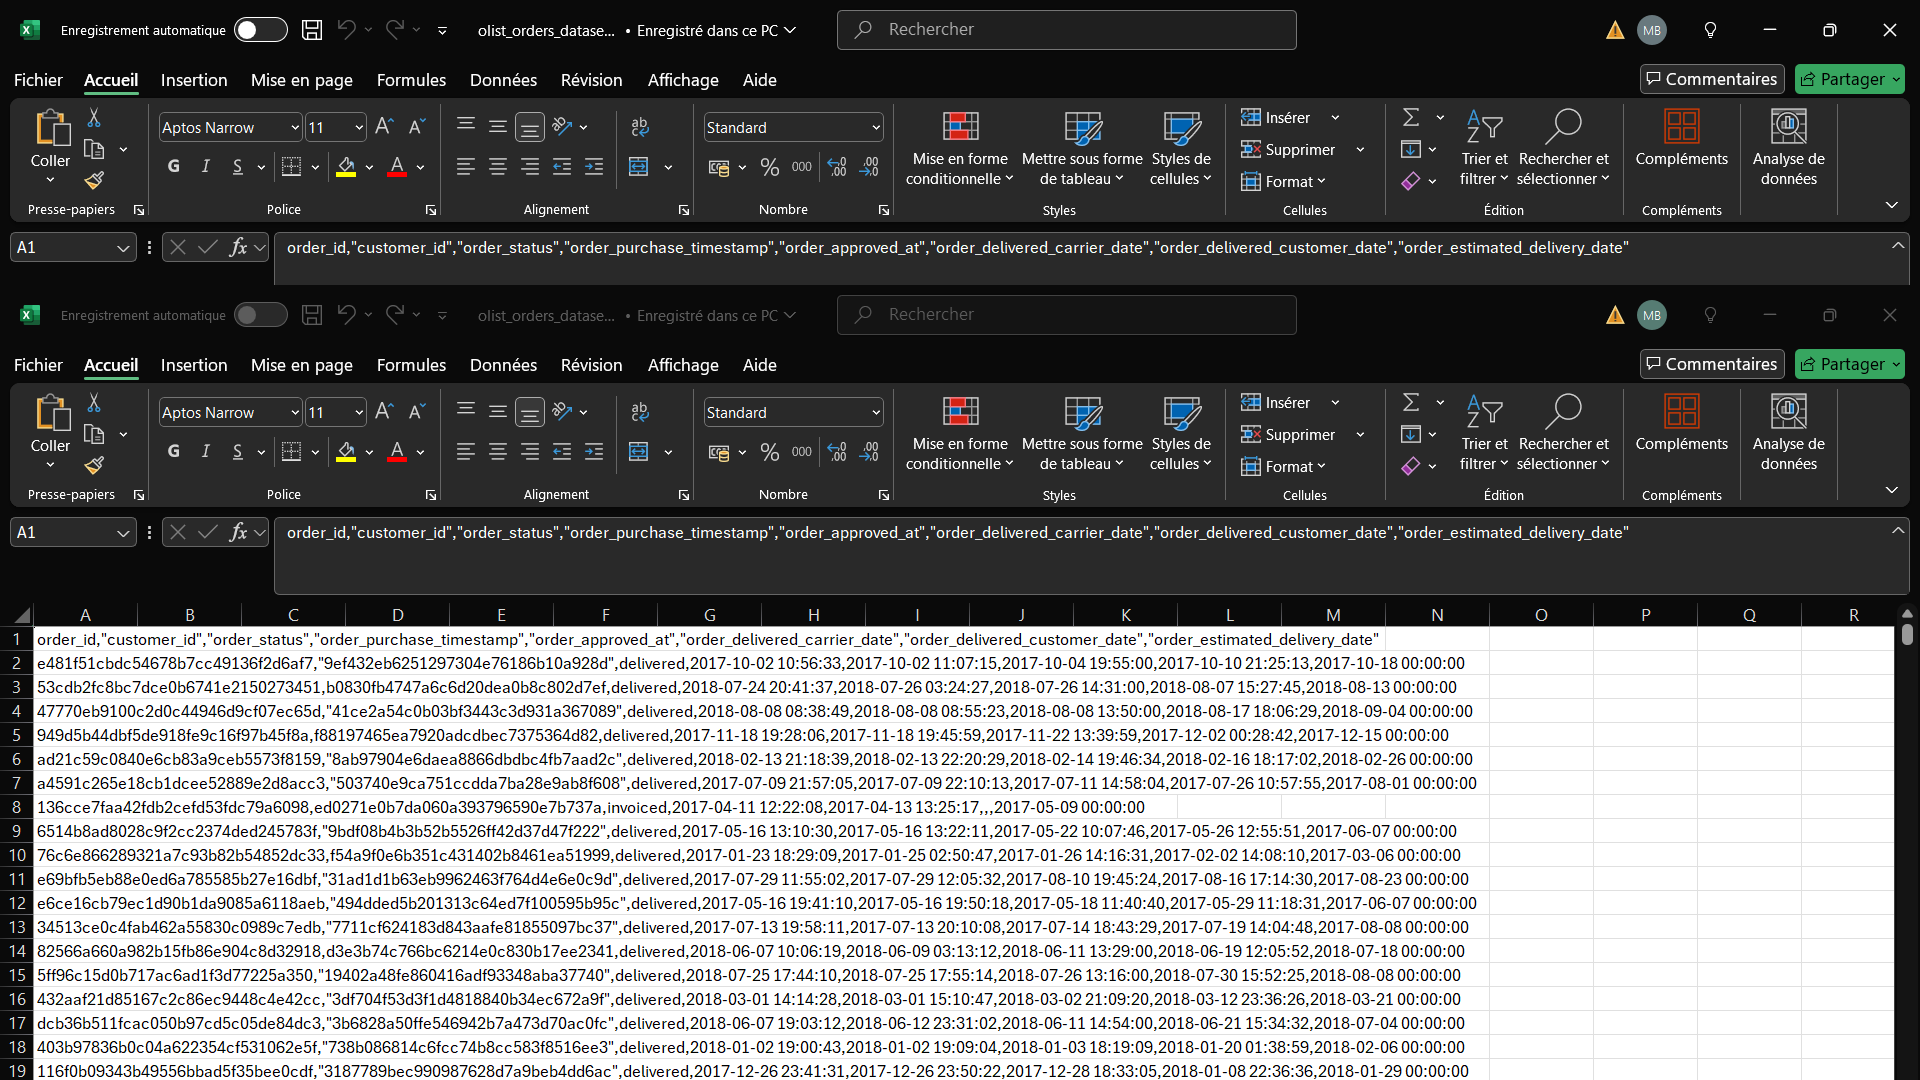 Enregistrement automatique olist_orders_datase... • Enregistré dans ce PC Rechercher MB
Fichier Accueil Insertion Mise en page Formules Données Révision Affichage Aide Commentaires Partager
Coller Aptos Narrow 11 Standard Mise en forme conditionnelle Mettre sous forme de tableau Styles de cellules Insérer Supprimer Format Trier et filtrer Rechercher et sélectionner Compléments Analyse de données
G I S % 000
Presse-papiers Police Alignement Nombre Styles Cellules Édition Compléments
A1 fx order_id,"customer_id","order_status","order_purchase_timestamp","order_approved_at","order_delivered_carrier_date","order_delivered_customer_date","order_estimated_delivery_date"
Enregistrement automatique olist_orders_datase... • Enregistré dans ce PC Rechercher MB
Fichier Accueil Insertion Mise en page Formules Données Révision Affichage Aide Commentaires Partager
Coller Aptos Narrow 11 Standard Mise en forme conditionnelle Mettre sous forme de tableau Styles de cellules Insérer Supprimer Format Trier et filtrer Rechercher et sélectionner Compléments Analyse de données
G I S % 000
Presse-papiers Police Alignement Nombre Styles Cellules Édition Compléments
A1 fx order_id,"customer_id","order_status","order_purchase_timestamp","order_approved_at","order_delivered_carrier_date","order_delivered_customer_date","order_estimated_delivery_date"
A B C D E F G H I J K L M N O P Q R
1 order_id,"customer_id","order_status","order_purchase_timestamp","order_approved_at","order_delivered_carrier_date","order_delivered_customer_date","order_estimated_delivery_date"
2 e481f51cbdc54678b7cc49136f2d6af7,"9ef432eb6251297304e76186b10a928d",delivered,2017-10-02 10:56:33,2017-10-02 11:07:15,2017-10-04 19:55:00,2017-10-10 21:25:13,2017-10-18 00:00:00
3 53cdb2fc8bc7dce0b6741e2150273451,b0830fb4747a6c6d20dea0b8c802d7ef,delivered,2018-07-24 20:41:37,2018-07-26 03:24:27,2018-07-26 14:31:00,2018-08-07 15:27:45,2018-08-13 00:00:00
4 47770eb9100c2d0c44946d9cf07ec65d,"41ce2a54c0b03bf3443c3d931a367089",delivered,2018-08-08 08:38:49,2018-08-08 08:55:23,2018-08-08 13:50:00,2018-08-17 18:06:29,2018-09-04 00:00:00
5 949d5b44dbf5de918fe9c16f97b45f8a,f88197465ea7920adcdbec7375364d82,delivered,2017-11-18 19:28:06,2017-11-18 19:45:59,2017-11-22 13:39:59,2017-12-02 00:28:42,2017-12-15 00:00:00
6 ad21c59c0840e6cb83a9ceb5573f8159,"8ab97904e6daea8866dbdbc4fb7aad2c",delivered,2018-02-13 21:18:39,2018-02-13 22:20:29,2018-02-14 19:46:34,2018-02-16 18:17:02,2018-02-26 00:00:00
7 a4591c265e18cb1dcee52889e2d8acc3,"503740e9ca751ccdda7ba28e9ab8f608",delivered,2017-07-09 21:57:05,2017-07-09 22:10:13,2017-07-11 14:58:04,2017-07-26 10:57:55,2017-08-01 00:00:00
8 136cce7faa42fdb2cefd53fdc79a6098,ed0271e0b7da060a393796590e7b737a,invoiced,2017-04-11 12:22:08,2017-04-13 13:25:17,,,2017-05-09 00:00:00
9 6514b8ad8028c9f2cc2374ded245783f,"9bdf08b4b3b52b5526ff42d37d47f222",delivered,2017-05-16 13:10:30,2017-05-16 13:22:11,2017-05-22 10:07:46,2017-05-26 12:55:51,2017-06-07 00:00:00
10 76c6e866289321a7c93b82b54852dc33,f54a9f0e6b351c431402b8461ea51999,delivered,2017-01-23 18:29:09,2017-01-25 02:50:47,2017-01-26 14:16:31,2017-02-02 14:08:10,2017-03-06 00:00:00
11 e69bfb5eb88e0ed6a785585b27e16dbf,"31ad1d1b63eb9962463f764d4e6e0c9d",delivered,2017-07-29 11:55:02,2017-07-29 12:05:32,2017-08-10 19:45:24,2017-08-16 17:14:30,2017-08-23 00:00:00
12 e6ce16cb79ec1d90b1da9085a6118aeb,"494dded5b201313c64ed7f100595b95c",delivered,2017-05-16 19:41:10,2017-05-16 19:50:18,2017-05-18 11:40:40,2017-05-29 11:18:31,2017-06-07 00:00:00
13 34513ce0c4fab462a55830c0989c7edb,"7711cf624183d843aafe81855097bc37",delivered,2017-07-13 19:58:11,2017-07-13 20:10:08,2017-07-14 18:43:29,2017-07-19 14:04:48,2017-08-08 00:00:00
14 82566a660a982b15fb86e904c8d32918,d3e3b74c766bc6214e0c830b17ee2341,delivered,2018-06-07 10:06:19,2018-06-09 03:13:12,2018-06-11 13:29:00,2018-06-19 12:05:52,2018-07-18 00:00:00
15 5ff96c15d0b717ac6ad1f3d77225a350,"19402a48fe860416adf93348aba37740",delivered,2018-07-25 17:44:10,2018-07-25 17:55:14,2018-07-26 13:16:00,2018-07-30 15:52:25,2018-08-08 00:00:00
16 432aaf21d85167c2c86ec9448c4e42cc,"3df704f53d3f1d4818840b34ec672a9f",delivered,2018-03-01 14:14:28,2018-03-01 15:10:47,2018-03-02 21:09:20,2018-03-12 23:36:26,2018-03-21 00:00:00
17 dcb36b511fcac050b97cd5c05de84dc3,"3b6828a50ffe546942b7a473d70ac0fc",delivered,2018-06-07 19:03:12,2018-06-12 23:31:02,2018-06-11 14:54:00,2018-06-21 15:34:32,2018-07-04 00:00:00
18 403b97836b0c04a622354cf531062e5f,"738b086814c6fcc74b8cc583f8516ee3",delivered,2018-01-02 19:00:43,2018-01-02 19:09:04,2018-01-03 18:19:09,2018-01-20 01:38:59,2018-02-06 00:00:00
19 116f0b09343b49556bbad5f35bee0cdf,"3187789bec990987628d7a9beb4dd6ac",delivered,2017-12-26 23:41:31,2017-12-26 23:50:22,2017-12-28 18:33:05,2018-01-08 22:36:36,2018-01-29 00:00:00